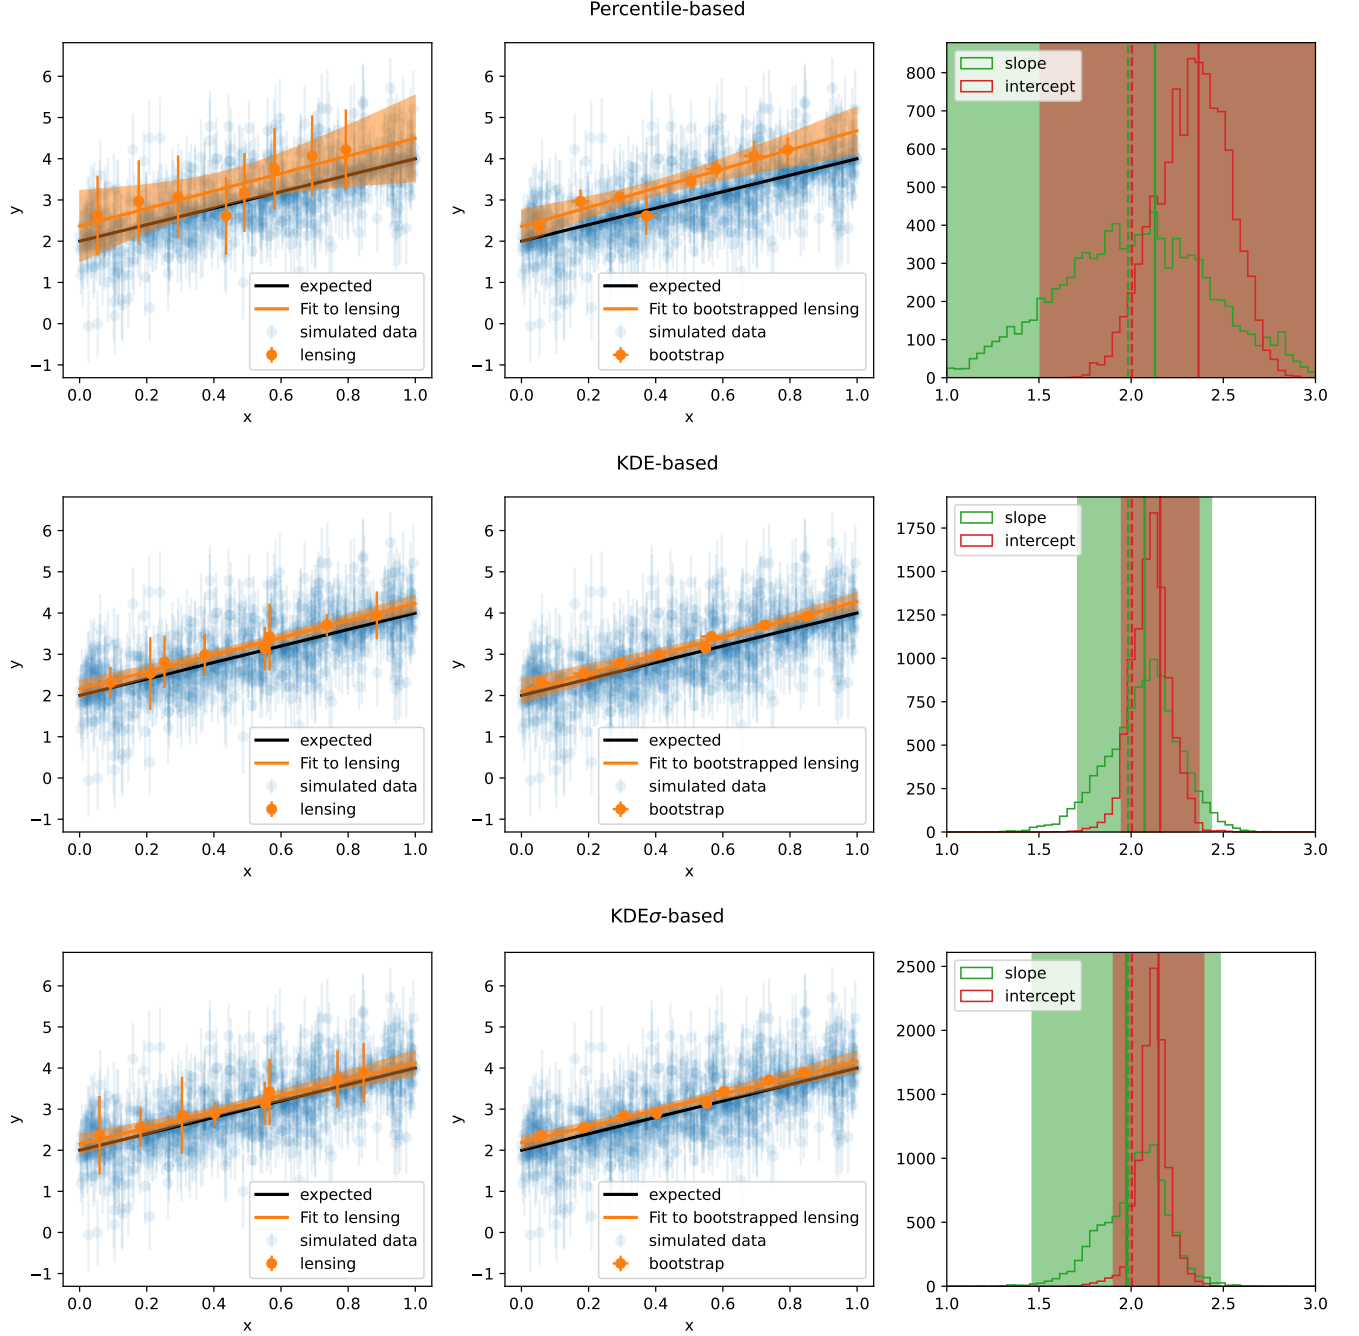 Percentile-based
y
6
5
4
3
2
1
0
−1
expected
Fit to lensing
simulated data
lensing
0.0 0.2 0.4 0.6 0.8 1.0
x
y
6
5
4
3
2
1
0
−1
expected
Fit to bootstrapped lensing
simulated data
bootstrap
0.0 0.2 0.4 0.6 0.8 1.0
x
800
700
600
500
400
300
200
100
0
slope
intercept
1.0 1.5 2.0 2.5 3.0
KDE-based
y
6
5
4
3
2
1
0
−1
expected
Fit to lensing
simulated data
lensing
0.0 0.2 0.4 0.6 0.8 1.0
x
y
6
5
4
3
2
1
0
−1
expected
Fit to bootstrapped lensing
simulated data
bootstrap
0.0 0.2 0.4 0.6 0.8 1.0
x
1750
1500
1250
1000
750
500
250
0
slope
intercept
1.0 1.5 2.0 2.5 3.0
KDEσ-based
y
6
5
4
3
2
1
0
−1
expected
Fit to lensing
simulated data
lensing
0.0 0.2 0.4 0.6 0.8 1.0
x
y
6
5
4
3
2
1
0
−1
expected
Fit to bootstrapped lensing
simulated data
bootstrap
0.0 0.2 0.4 0.6 0.8 1.0
x
2500
2000
1500
1000
500
0
slope
intercept
1.0 1.5 2.0 2.5 3.0